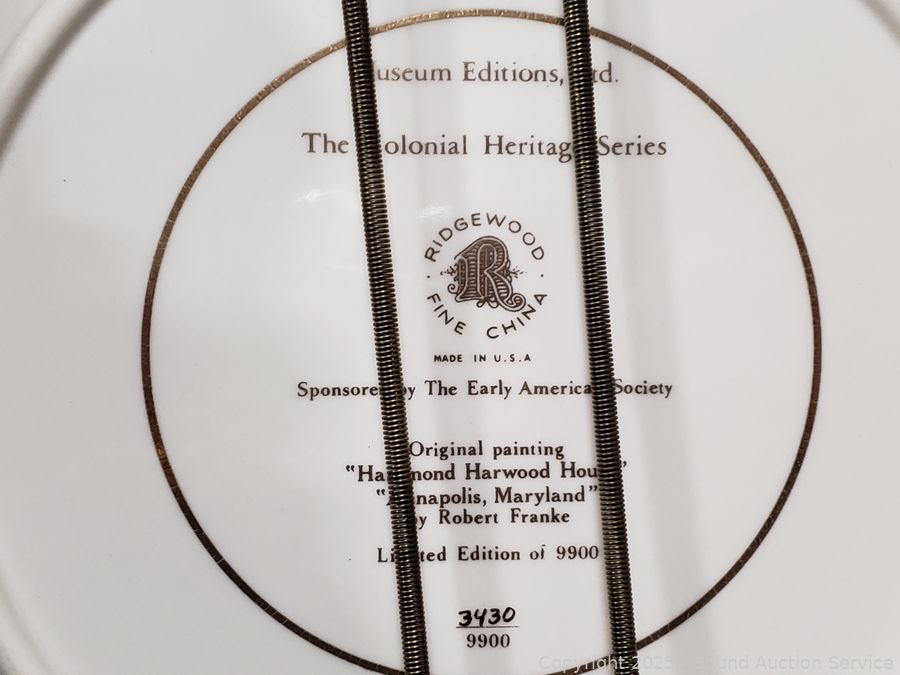 useum Editions, td.
The olonial Heritag Series
RIDGEWOOD
R
FINE CHINA
MADE IN U.S.A
Sponsore by The Early America Society
Original painting
"Ha mond Harwood Hou "
" nnapolis, Maryland"
by Robert Franke
Li ted Edition of 9900
3430
9900
Copyright 2025 Sound Auction Service